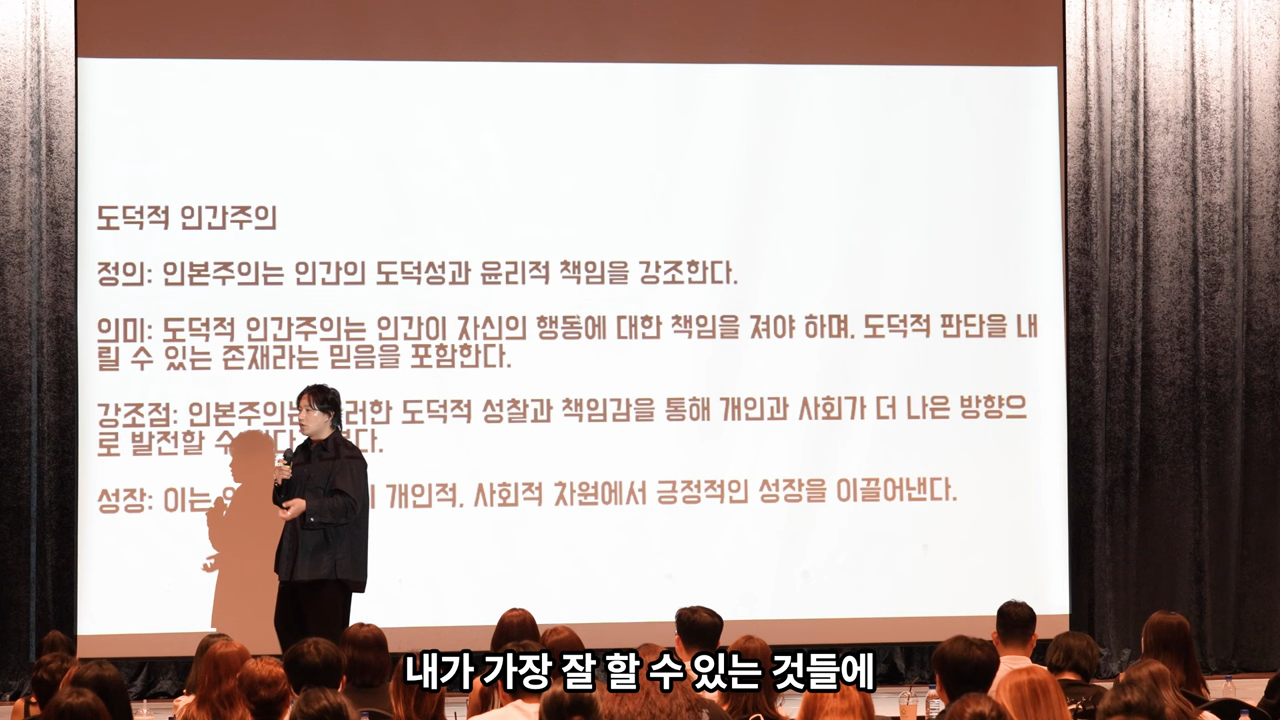 도덕적 인간주의
정의: 인본주의는 인간의 도덕성과 윤리적 책임을 강조한다.
의미: 도덕적 인간주의는 인간이 자신의 행동에 대한 책임을 져야 하며, 도덕적 판단을 내
릴 수 있는 존재라는 믿음을 포함한다.
강조점: 인본주의는 도덕적 성찰과 책임감을 통해 개인과 사회가 더 나은 방향으
로 발전할 수
성장: 이는 개인적, 사회적 차원에서 긍정적인 성장을 이끌어낸다.
내가 가장 잘 할 수 있는 것들에